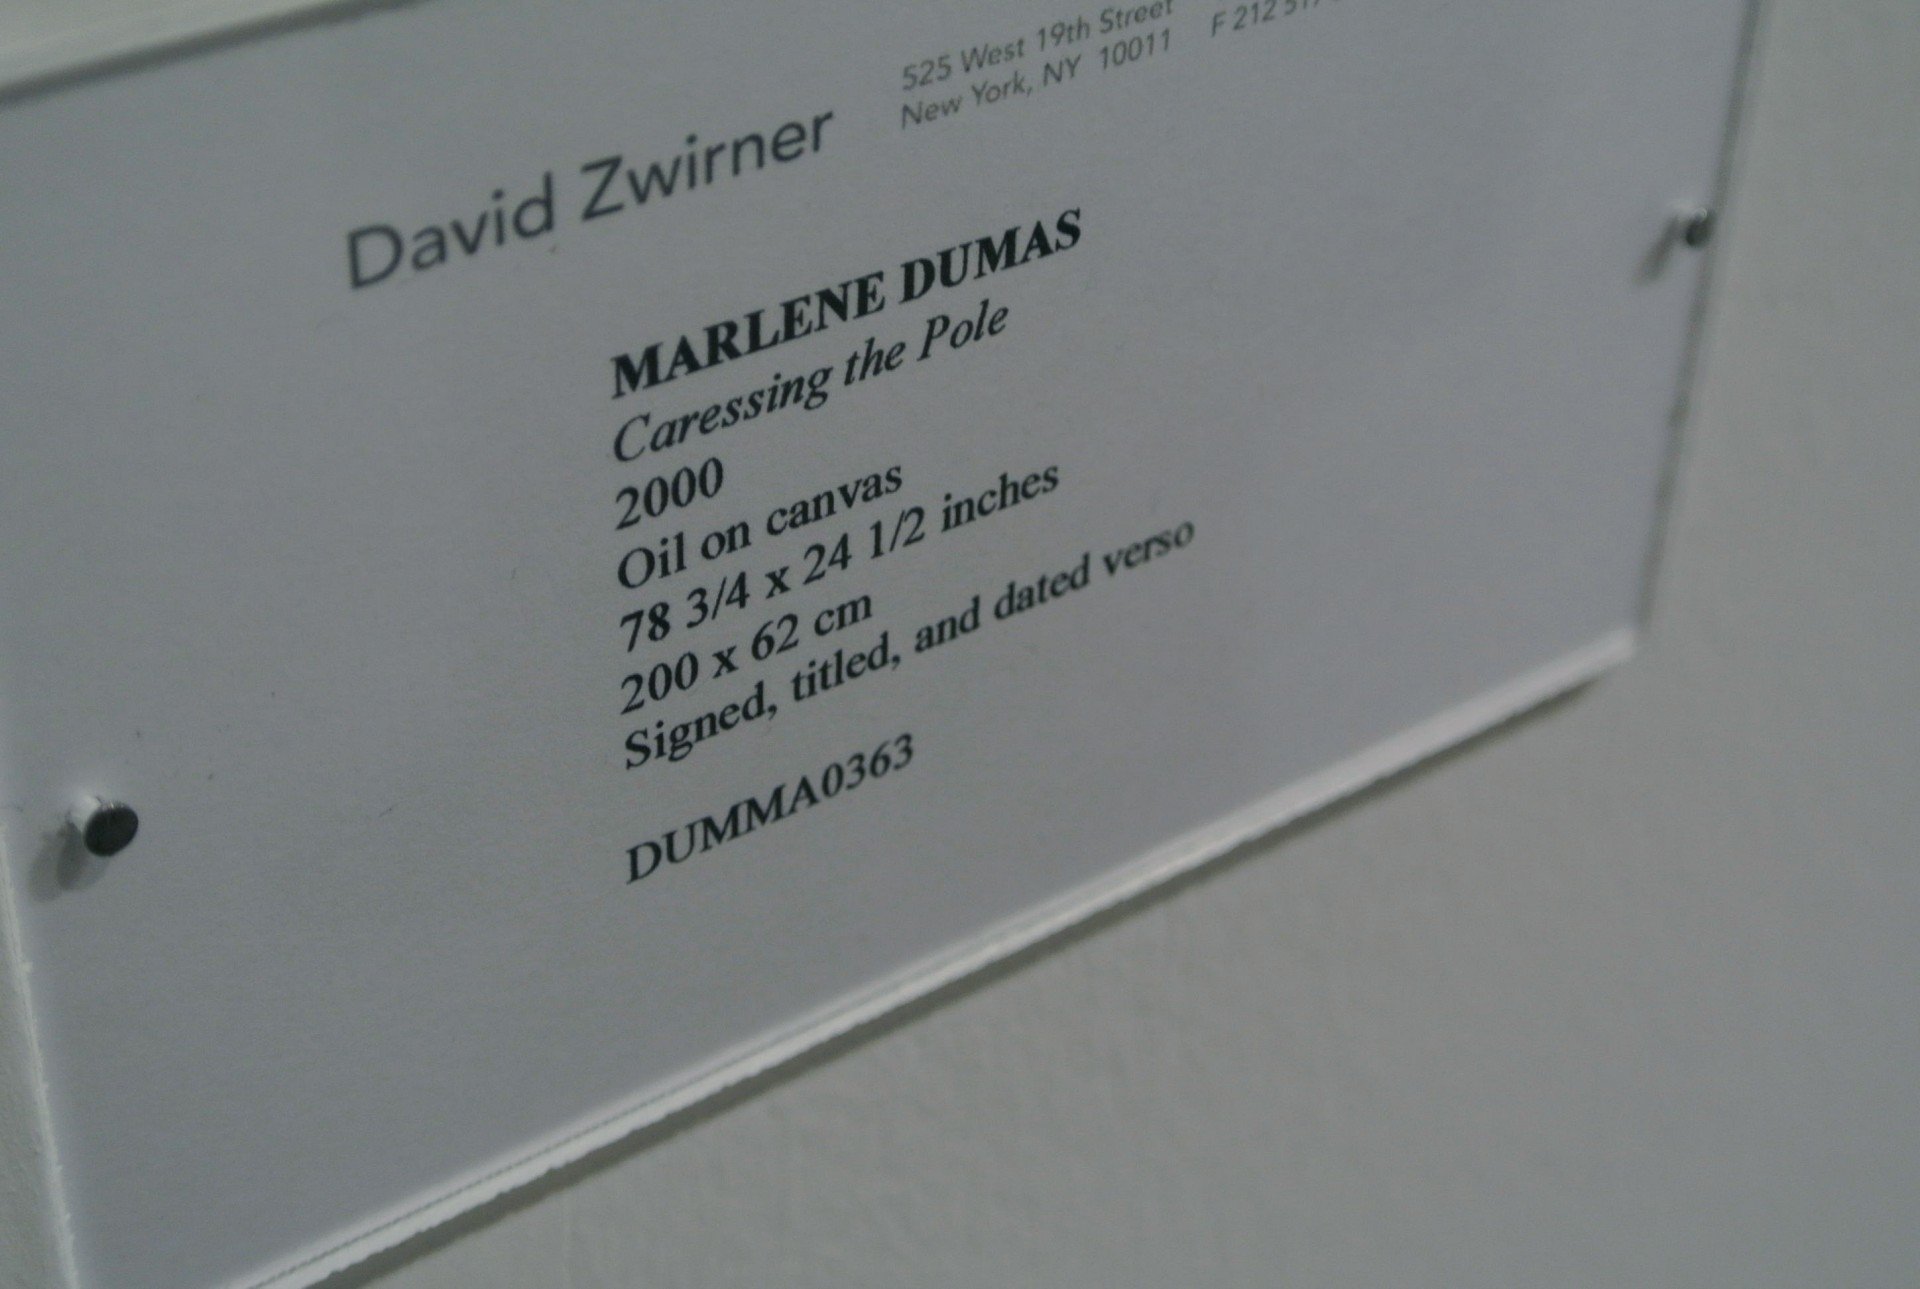 David Zwirner
525 West 19th Street
New York, NY 10011
F 212
MARLENE DUMAS
Caressing the Pole
2000
Oil on canvas
78 3/4 x 24 1/2 inches
200 x 62 cm
Signed, titled, and dated verso
DUMMA0363